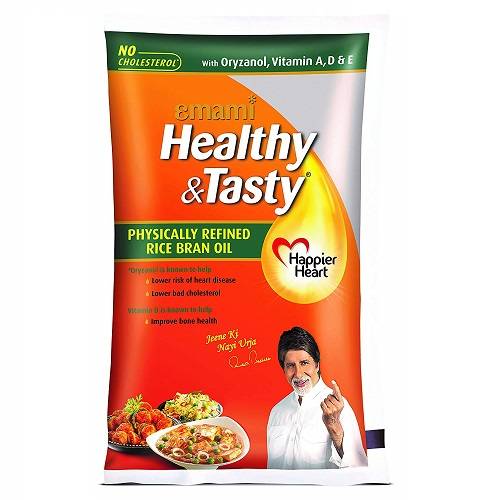 NO
CHOLESTEROL*
With Oryzanol, Vitamin A, D & E
emami*
Healthy
& Tasty®
PHYSICALLY REFINED
RICE BRAN OIL
*Oryzanol is known to help
Lower risk of heart disease
Lower bad cholesterol
Vitamin D is known to help
Improve bone health
Happier
Heart
Jeene Ki
Nayi Urja